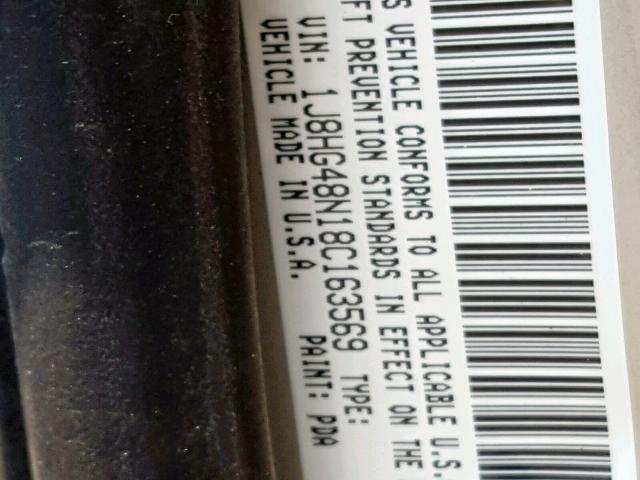 S VEHICLE CONFORMS TO ALL APPLICABLE U.S.
FT PREVENTION STANDARDS IN EFFECT ON THE
VIN: 1J8HG48N18C163569 TYPE:
VEHICLE MADE IN U.S.A. PAINT: PDA